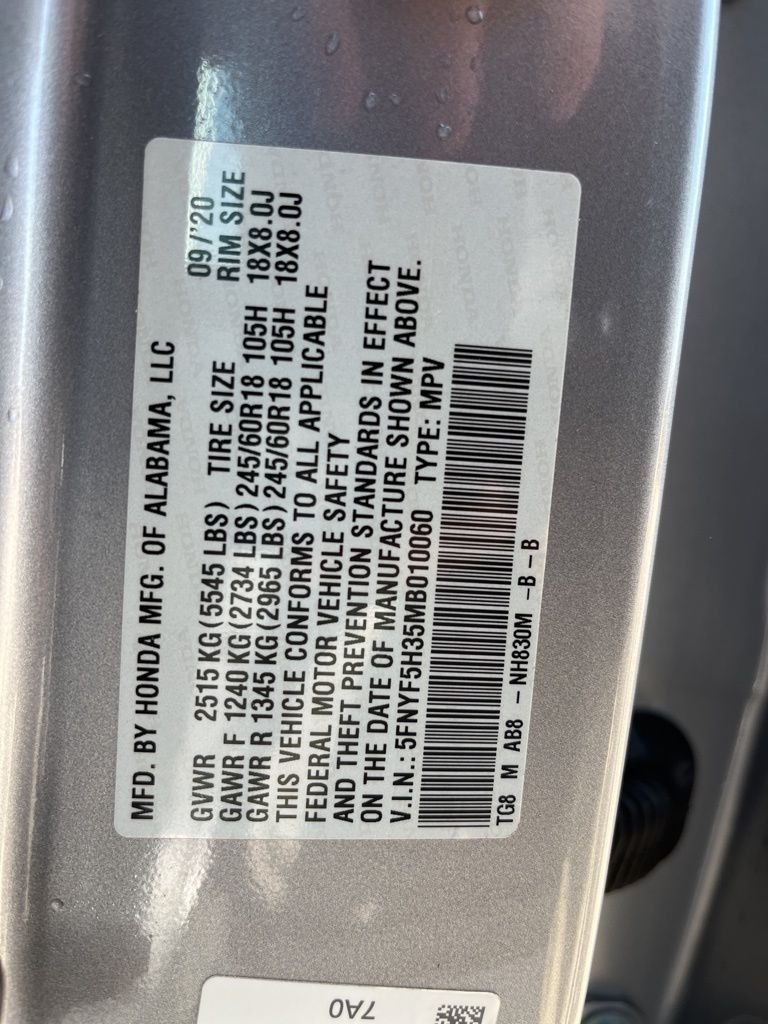 MFD. BY HONDA MFG. OF ALABAMA, LLC
09/'20
GVWR 2515 KG (5545 LBS) TIRE SIZE RIM SIZE
GAWR F 1240 KG (2734 LBS) 245/60R18 105H 18X8.0J
GAWR R 1345 KG (2965 LBS) 245/60R18 105H 18X8.0J
THIS VEHICLE CONFORMS TO ALL APPLICABLE
FEDERAL MOTOR VEHICLE SAFETY
AND THEFT PREVENTION STANDARDS IN EFFECT
ON THE DATE OF MANUFACTURE SHOWN ABOVE.
V.I.N.: 5FNYF5H35MB010060 TYPE: MPV
TG8 M AB8 - NH830M -B-B
7A0